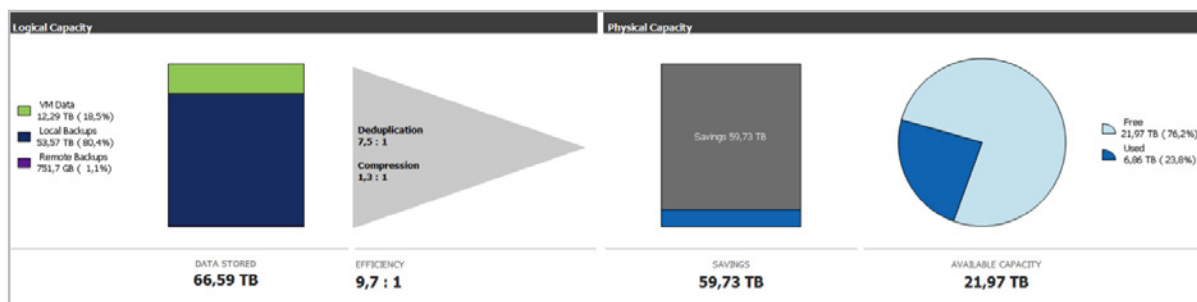 Logical Capacity
VM Data
12,29 TB ( 18,5%)
Local Backups
53,57 TB ( 80,4%)
Remote Backups
751,7 GB ( 1,1%)
Deduplication
7,5 : 1
Compression
1,3 : 1
DATA STORED
66,59 TB
EFFICIENCY
9,7 : 1
Physical Capacity
Savings 59,73 TB
Free
21,97 TB ( 76,2%)
Used
6,86 TB ( 23,8%)
SAVINGS
59,73 TB
AVAILABLE CAPACITY
21,97 TB